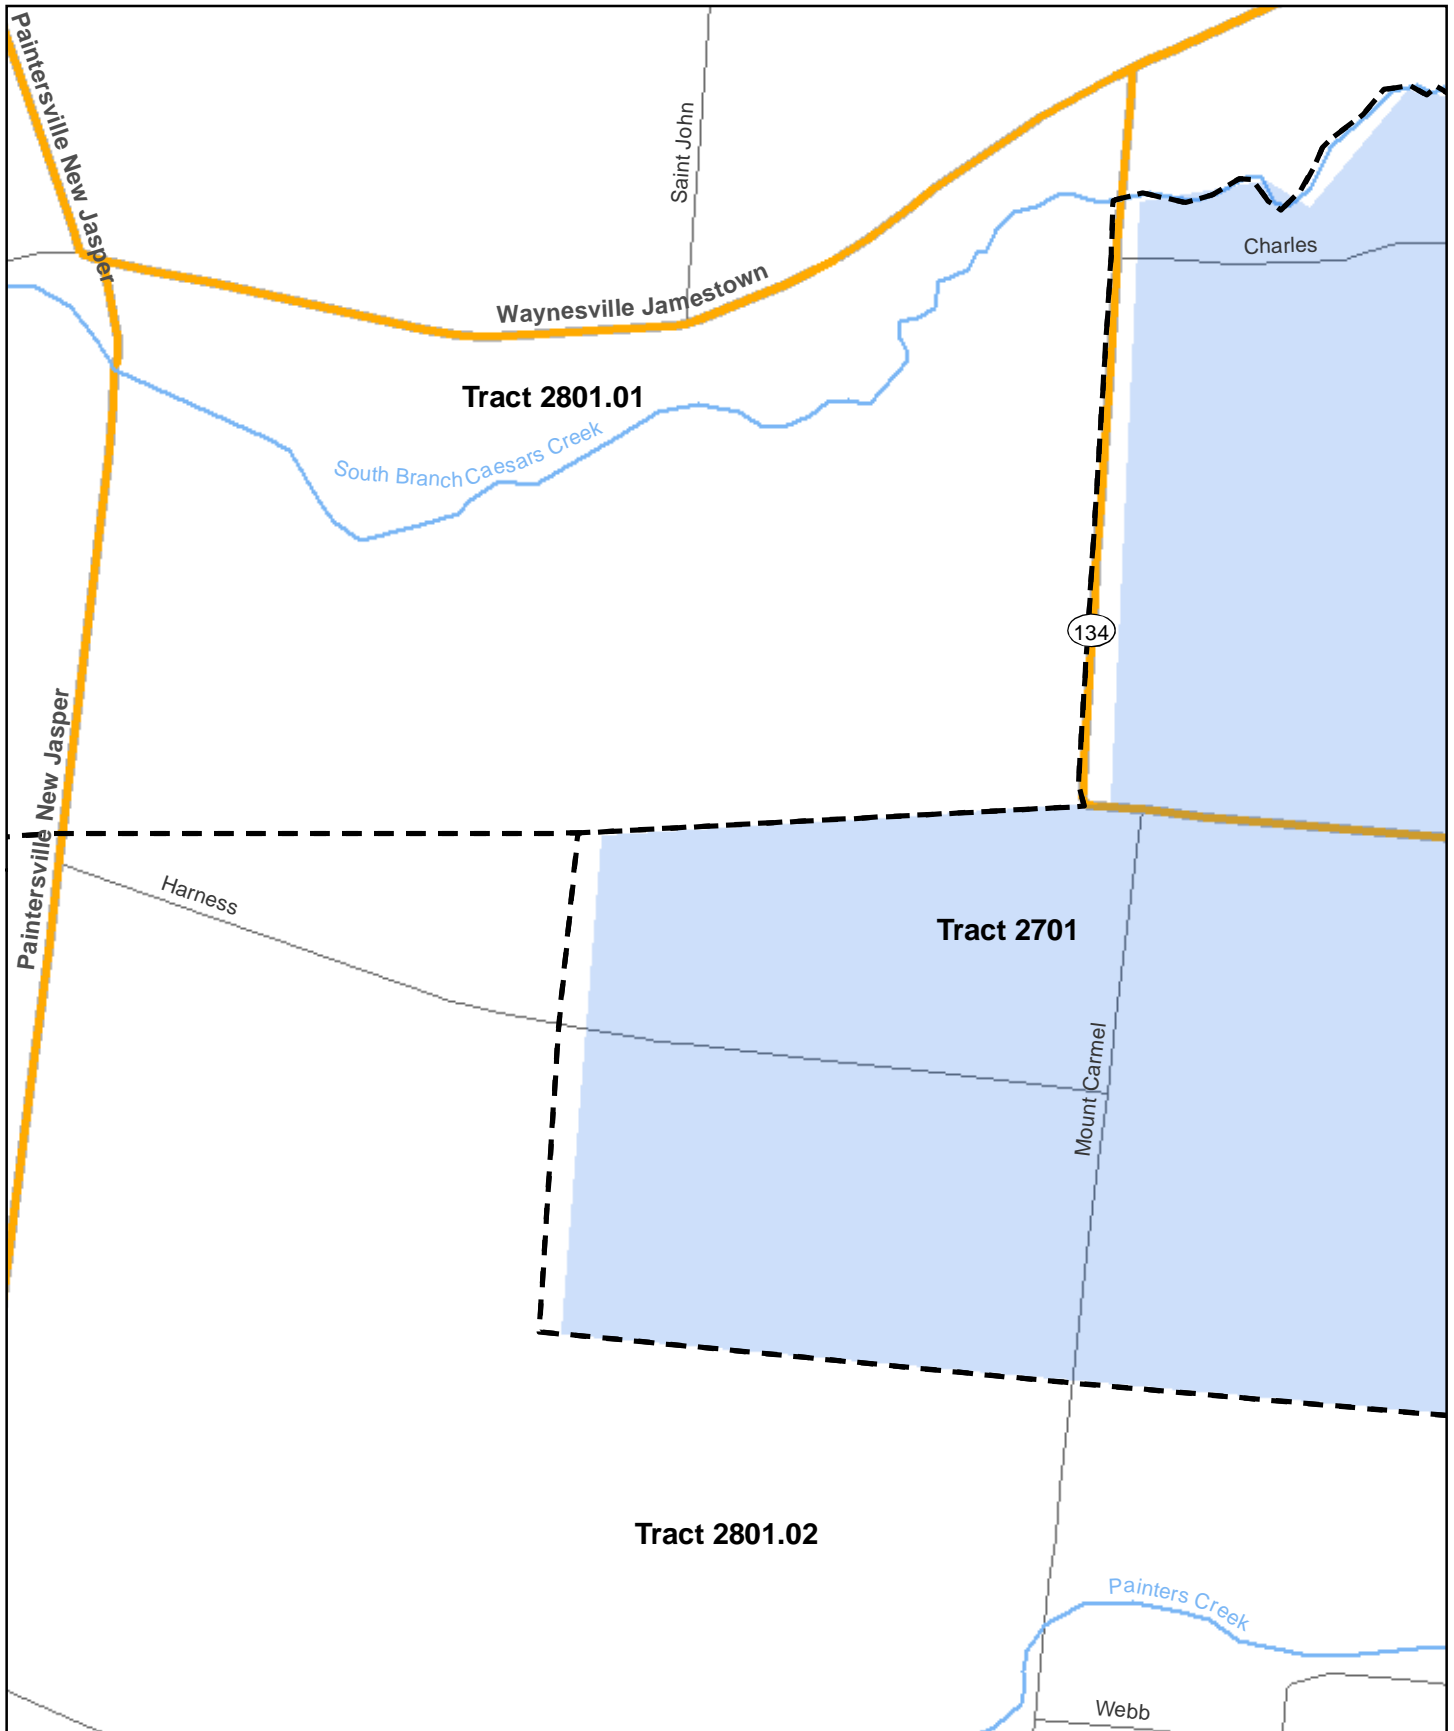 Paintersville New Jasper
Saint John
Charles
Waynesville Jamestown
Tract 2801.01
South Branch Caesars Creek
134
Paintersville New Jasper
Harness
Tract 2701
Mount Carmel
Tract 2801.02
Painters Creek
Webb